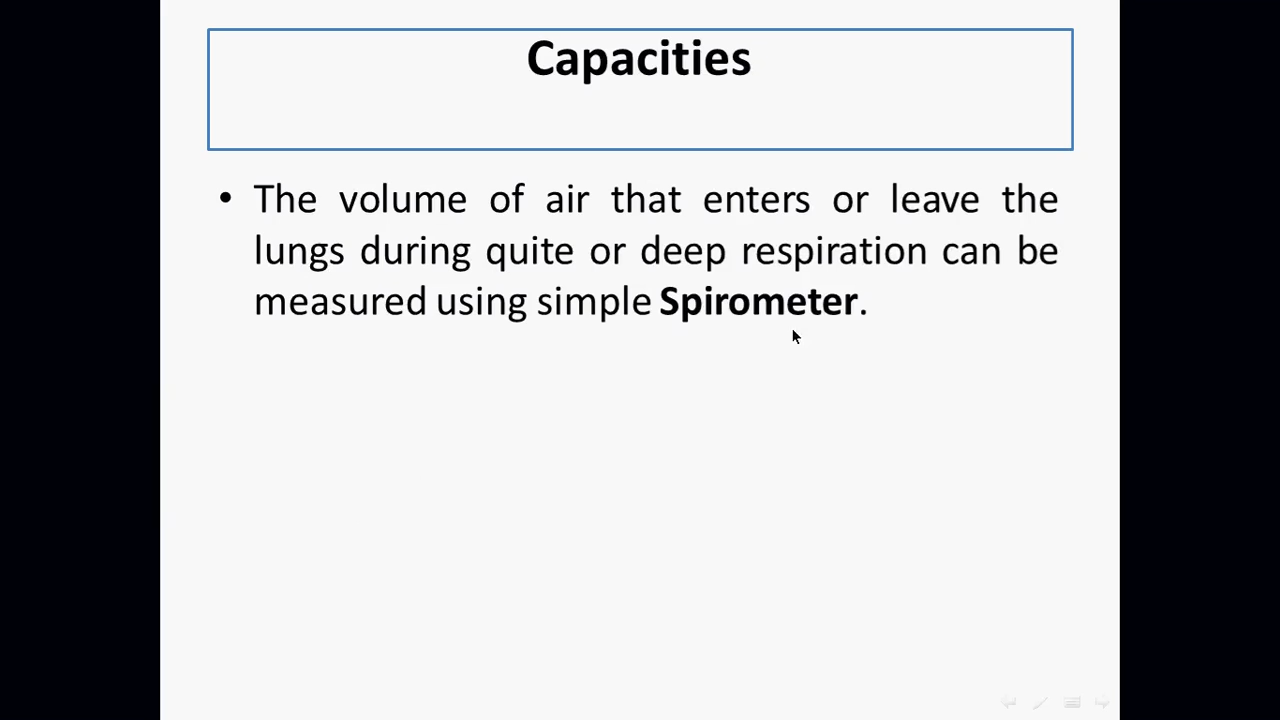 Capacities
• The volume of air that enters or leave the
lungs during quite or deep respiration can be
measured using simple Spirometer.